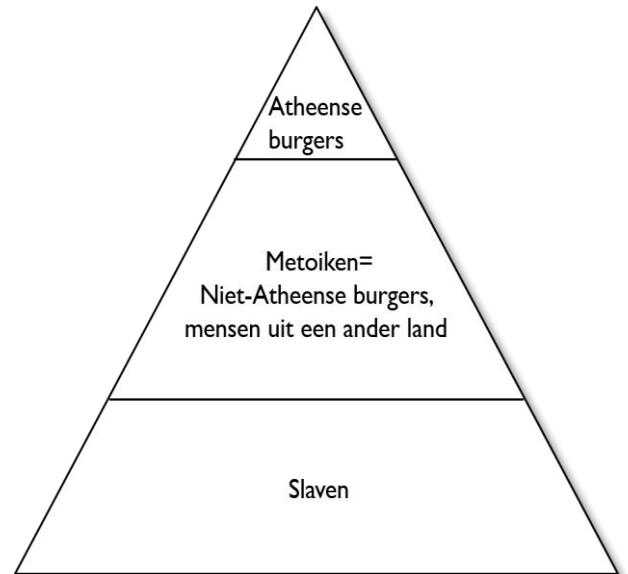 Atheense
burgers
Metoiken=
Niet-Atheense burgers,
mensen uit een ander land
Slaven